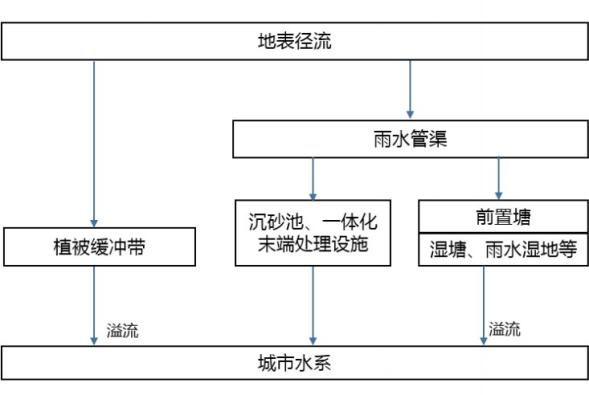 地表径流
雨水管渠
沉砂池、一体化
末端处理设施
前置塘
湿塘、雨水湿地等
植被缓冲带
溢流
溢流
城市水系